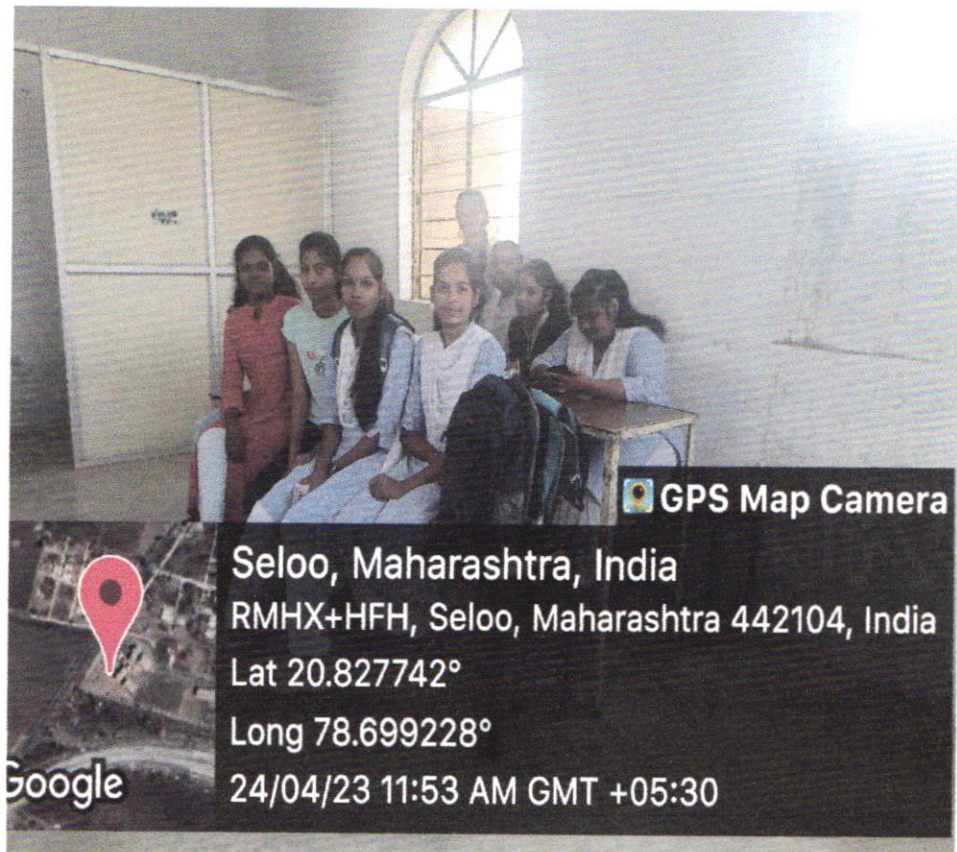 GPS Map Camera
Seloo, Maharashtra, India
RMHX+HFH, Seloo, Maharashtra 442104, India
Lat 20.827742°
Long 78.699228°
24/04/23 11:53 AM GMT +05:30
Google